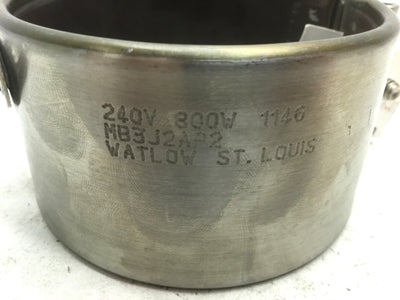 240V 800W 1146
MB3J2AP2
WATLOW ST. LOUIS